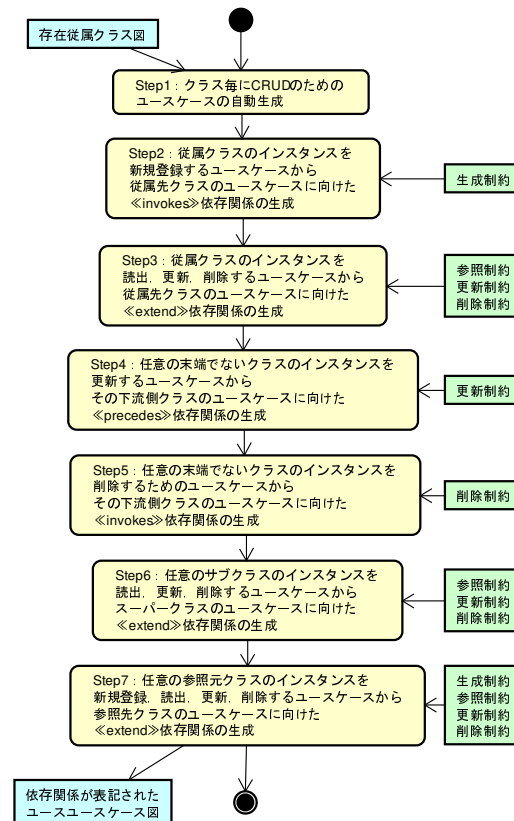 存在従属クラス図
Step1：クラス毎にCRUDのための
ユースケースの自動生成
Step2：従属クラスのインスタンスを
新規登録するユースケースから
従属先クラスのユースケースに向けた
≪invokes≫依存関係の生成
生成制約
Step3：従属クラスのインスタンスを
読出，更新，削除するユースケースから
従属先クラスのユースケースに向けた
≪extend≫依存関係の生成
参照制約
更新制約
削除制約
Step4：任意の末端でないクラスのインスタンスを
更新するユースケースから
その下流側クラスのユースケースに向けた
≪precedes≫依存関係の生成
更新制約
Step5：任意の末端でないクラスのインスタンスを
削除するためのユースケースから
その下流側クラスのユースケースに向けた
≪invokes≫依存関係の生成
削除制約
Step6：任意のサブクラスのインスタンスを
読出，更新，削除するユースケースから
スーパークラスのユースケースに向けた
≪extend≫依存関係の生成
参照制約
更新制約
削除制約
Step7：任意の参照元クラスのインスタンスを
新規登録，読出，更新，削除するユースケースから
参照先クラスのユースケースに向けた
≪extend≫依存関係の生成
生成制約
参照制約
更新制約
削除制約
依存関係が表記された
ユースユースケース図